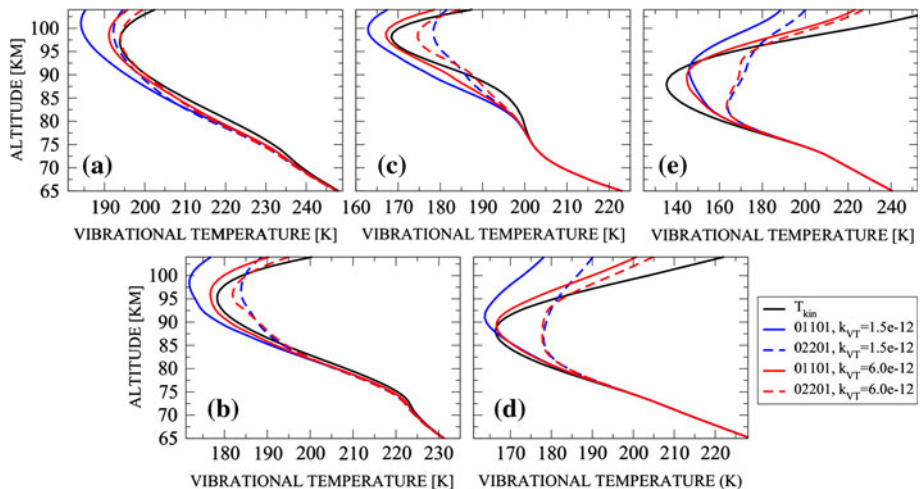 ALTITUDE [KM]
100
95
90
85
80
75
70
65
(a)
190 200 210 220 230 240
VIBRATIONAL TEMPERATURE [K]
(c)
160 170 180 190 200 210 220
VIBRATIONAL TEMPERATURE [K]
(e)
140 160 180 200 220 240
VIBRATIONAL TEMPERATURE [K]
ALTITUDE [KM]
100
95
90
85
80
75
70
65
(b)
180 190 200 210 220 230
VIBRATIONAL TEMPERATURE [K]
(d)
170 180 190 200 210 220
VIBRATIONAL TEMPERATURE (K)
T_kin
01101, k_VT=1.5e-12
02201, k_VT=1.5e-12
01101, k_VT=6.0e-12
02201, k_VT=6.0e-12